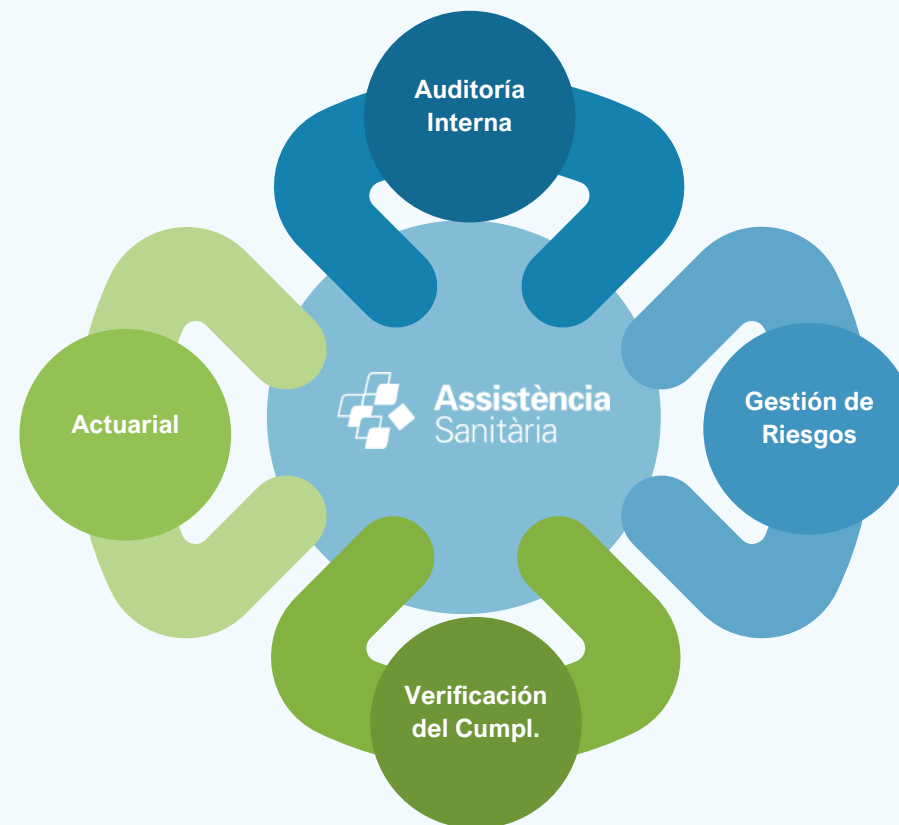 Auditoría
Interna
Actuarial
Assistència
Sanitària
Gestión de
Riesgos
Verificación
del Cumpl.